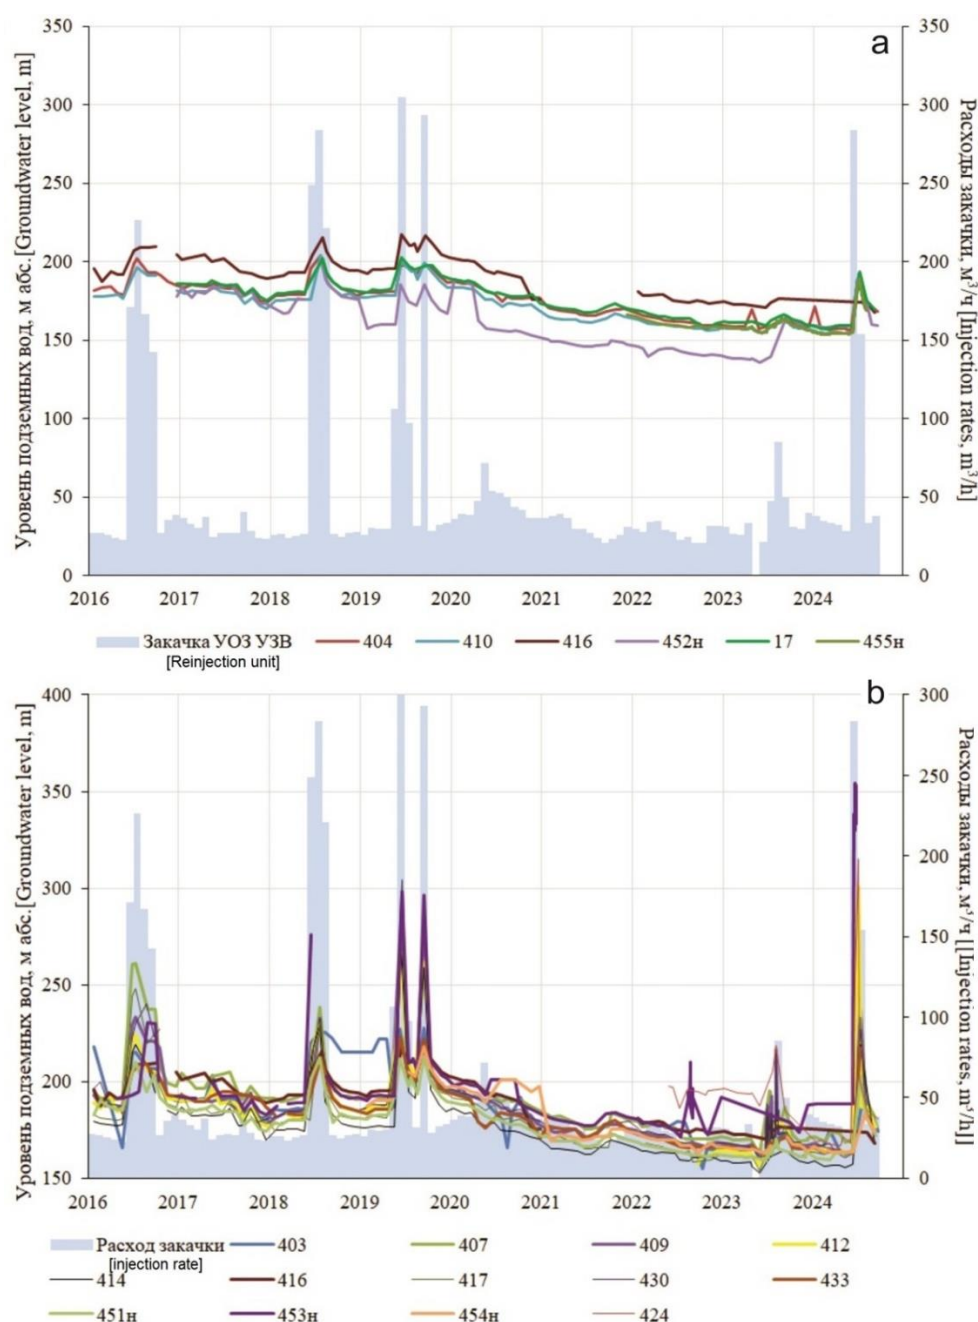 a
Уровень подземных вод, м абс.[Groundwater level, m]
350
300
250
200
150
100
50
0
350
300
250
200
150
100
50
0
Расходы закачки, м³/ч [Injection rates, m³/h]
2016 2017 2018 2019 2020 2021 2022 2023 2024
Закачка УОЗ УЗВ 404 410 416 452н 17 455н
[Reinjection unit]
b
Уровень подземных вод, м абс.[Groundwater level, m]
400
350
300
250
200
150
300
250
200
150
100
50
0
Расходы закачки, м³/ч [[Injection rates, m³/h]]
2016 2017 2018 2019 2020 2021 2022 2023 2024
Расход закачки 403 407 409 412
[injection rate]
414 416 417 430 433
451н 453н 454н 424